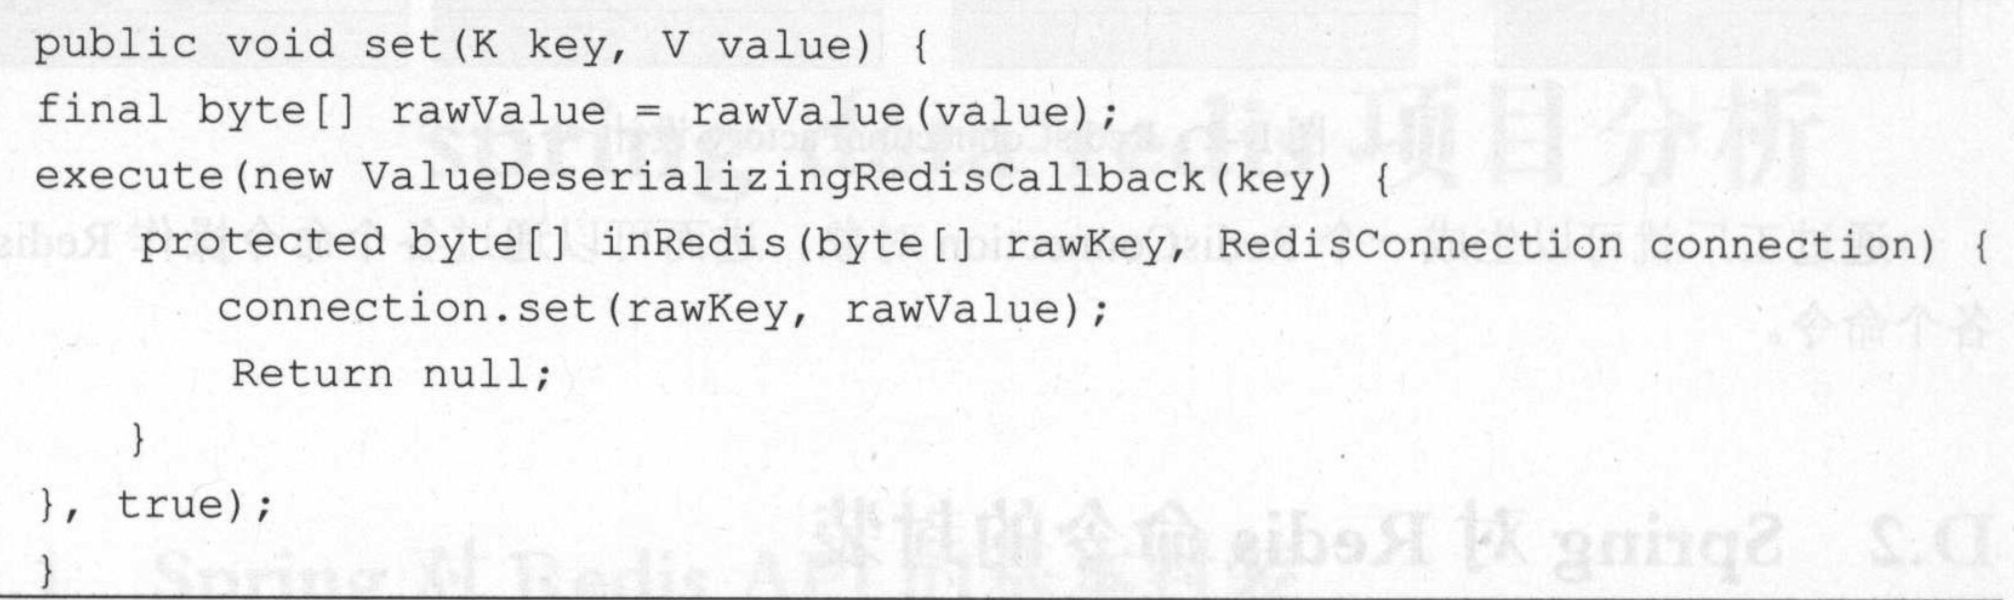 public void set(K key, V value) {
final byte[] rawValue = rawValue(value);
execute(new ValueDeserializingRedisCallback(key) {
protected byte[] inRedis(byte[] rawKey, RedisConnection connection) {
connection.set(rawKey, rawValue);
Return null;
}
}, true);
}